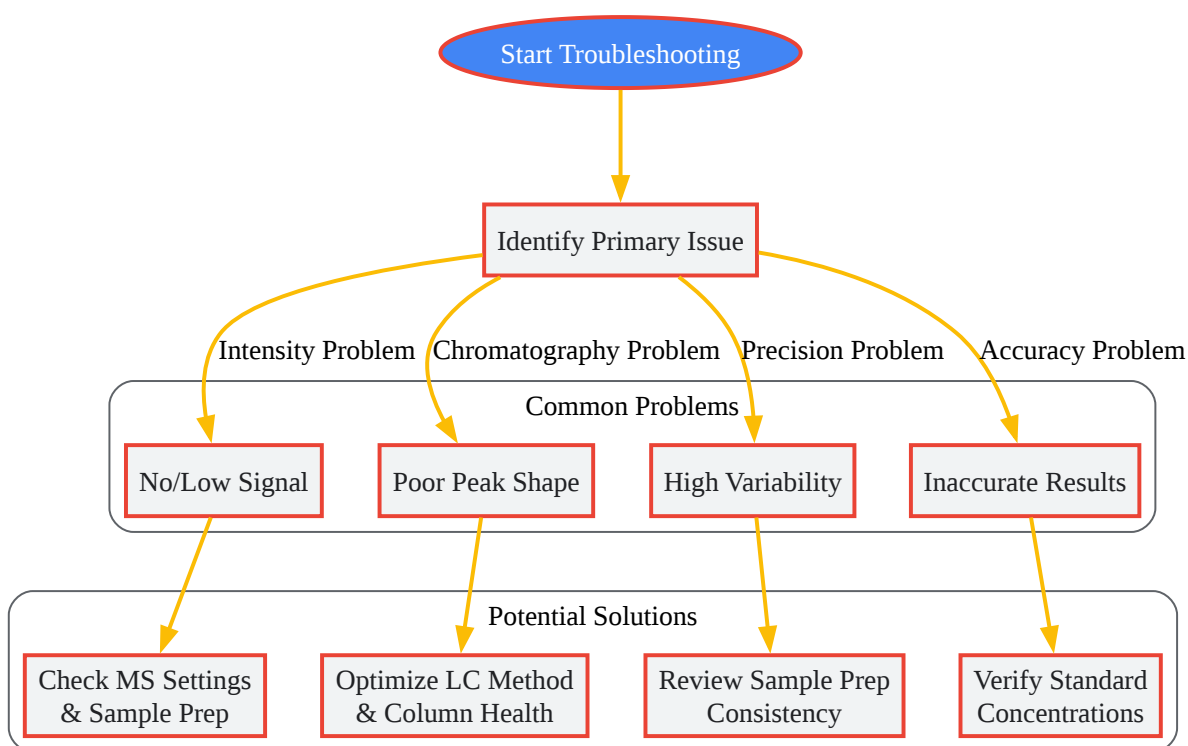 Start Troubleshooting
Identify Primary Issue
Intensity Problem
Chromatography Problem
Precision Problem
Accuracy Problem
Common Problems
No/Low Signal
Poor Peak Shape
High Variability
Inaccurate Results
Potential Solutions
Check MS Settings
& Sample Prep
Optimize LC Method
& Column Health
Review Sample Prep
Consistency
Verify Standard
Concentrations